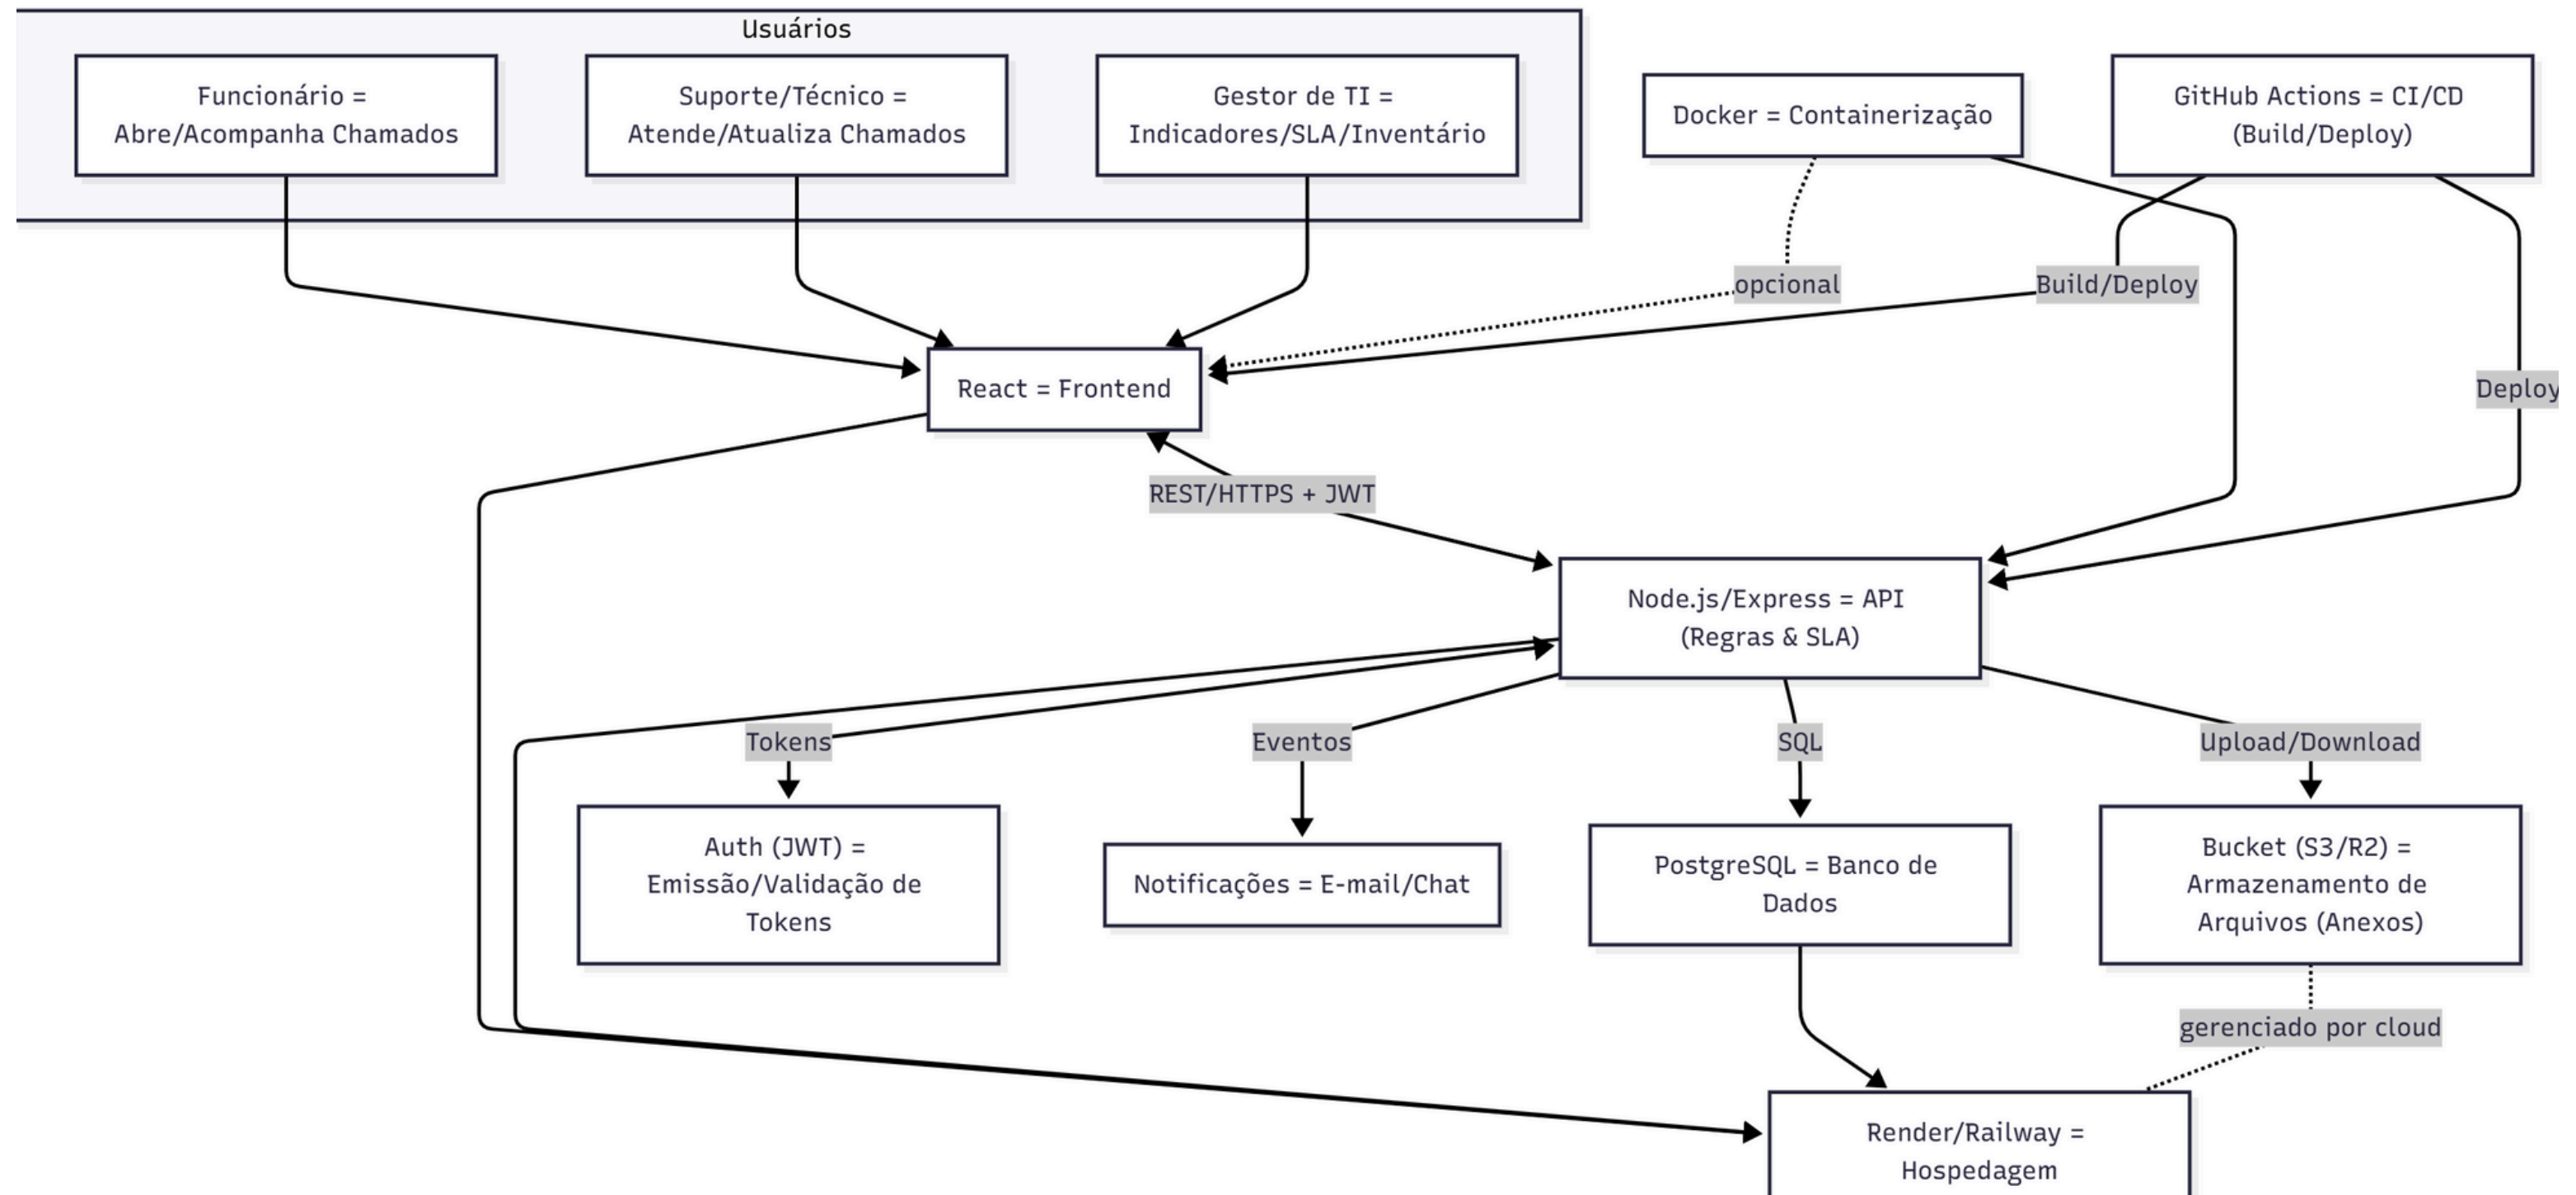 Usuários
Funcionário =
Abre/Acompanha Chamados
Suporte/Técnico =
Atende/Atualiza Chamados
Gestor de TI =
Indicadores/SLA/Inventário
Docker = Containerização
GitHub Actions = CI/CD
(Build/Deploy)
opcional
Build/Deploy
React = Frontend
Deploy
REST/HTTPS + JWT
Node.js/Express = API
(Regras & SLA)
Tokens
Eventos
SQL
Upload/Download
Auth (JWT) =
Emissão/Validação de
Tokens
Notificações = E-mail/Chat
PostgreSQL = Banco de
Dados
Bucket (S3/R2) =
Armazenamento de
Arquivos (Anexos)
gerenciado por cloud
Render/Railway =
Hospedagem